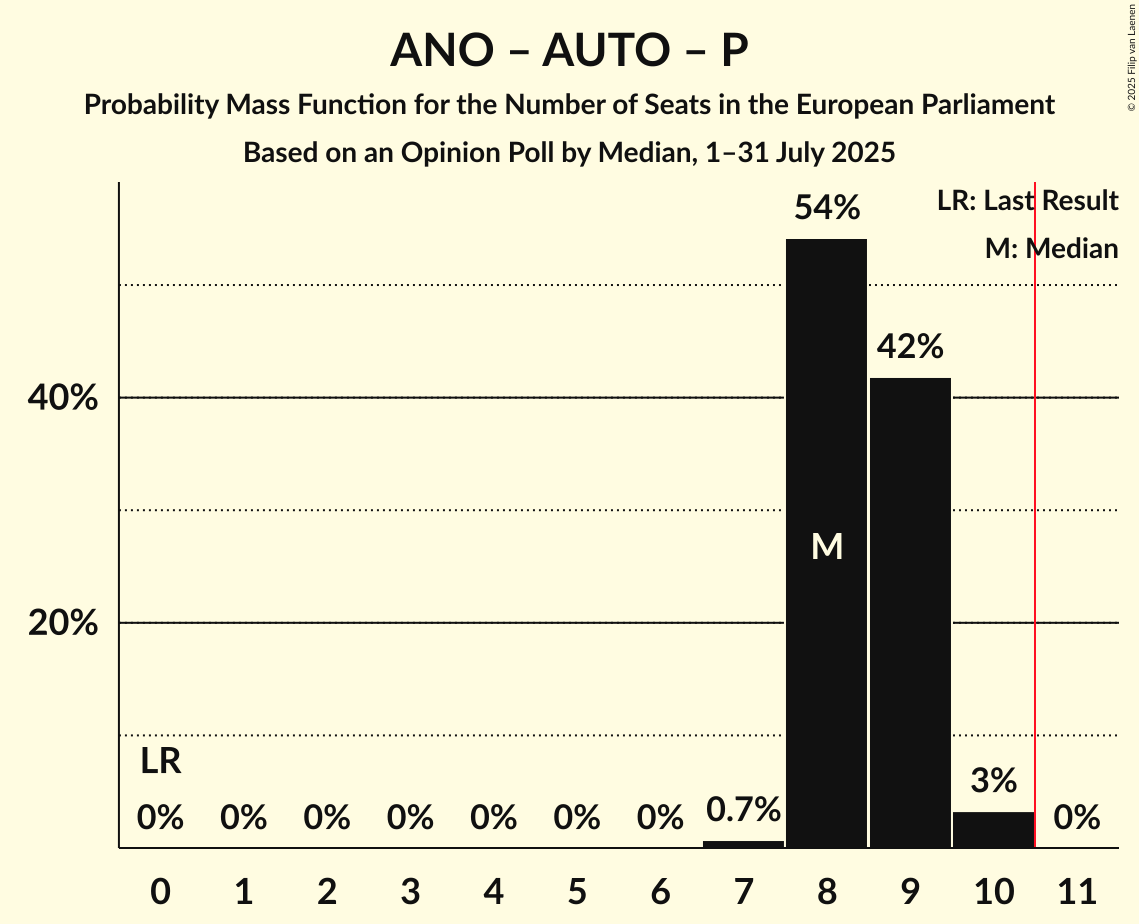 ANO – AUTO – P
Probability Mass Function for the Number of Seats in the European Parliament
Based on an Opinion Poll by Median, 1–31 July 2025
© 2025 Filip van Laenen
LR: Last Result
M: Median
54%
42%
40%
M
20%
LR
3%
0% 0% 0% 0% 0% 0% 0% 0.7% 0%
0 1 2 3 4 5 6 7 8 9 10 11